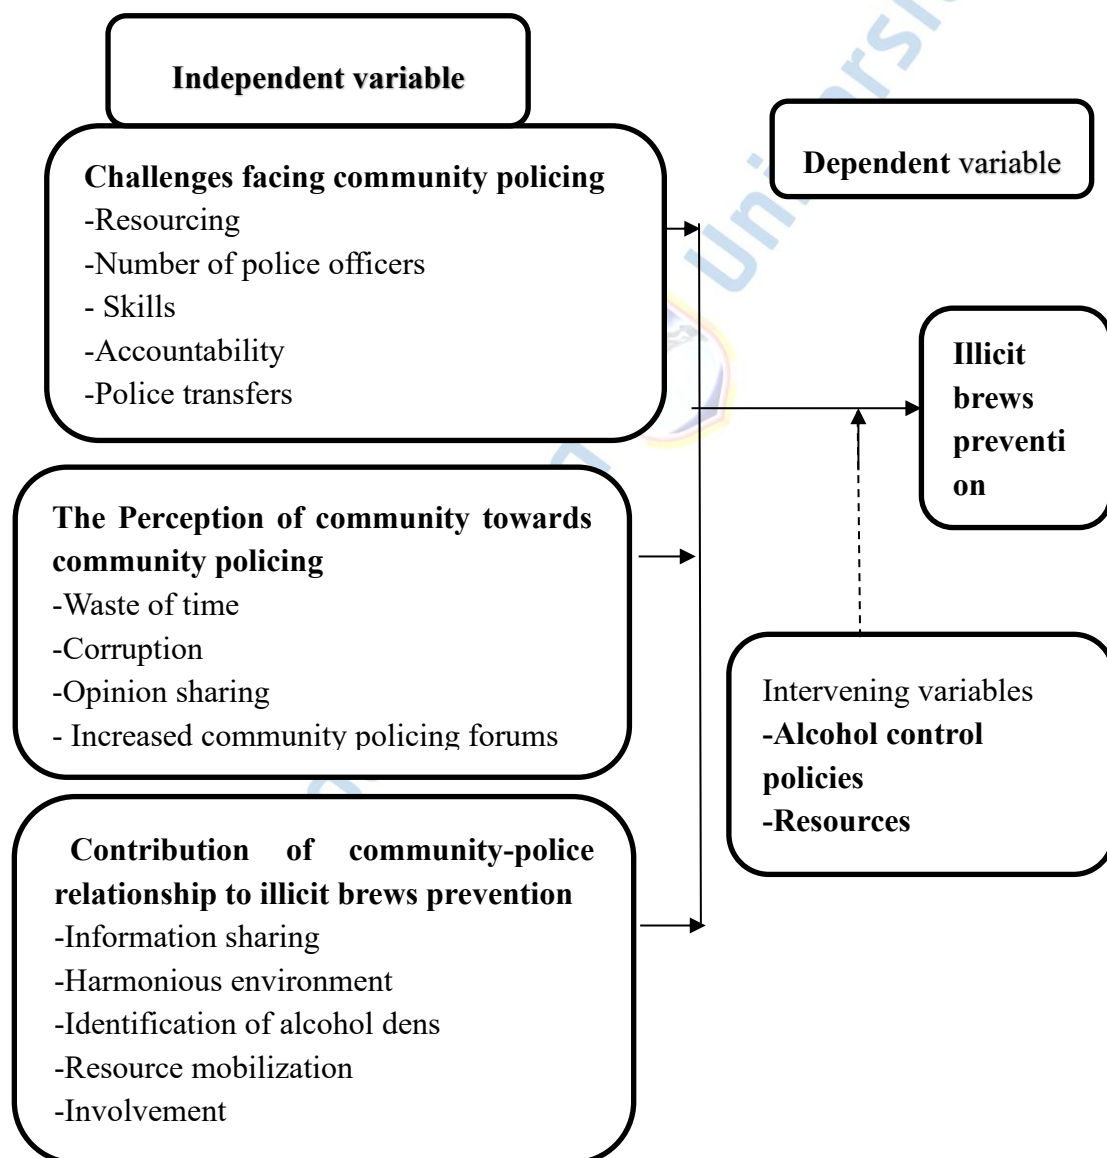 Independent variable
Challenges facing community policing
-Resourcing
-Number of police officers
- Skills
-Accountability
-Police transfers
The Perception of community towards
community policing
-Waste of time
-Corruption
-Opinion sharing
- Increased community policing forums
Contribution of community-police
relationship to illicit brews prevention
-Information sharing
-Harmonious environment
-Identification of alcohol dens
-Resource mobilization
-Involvement
Dependent variable
Illicit
brews
preventi
on
Intervening variables
-Alcohol control
policies
-Resources